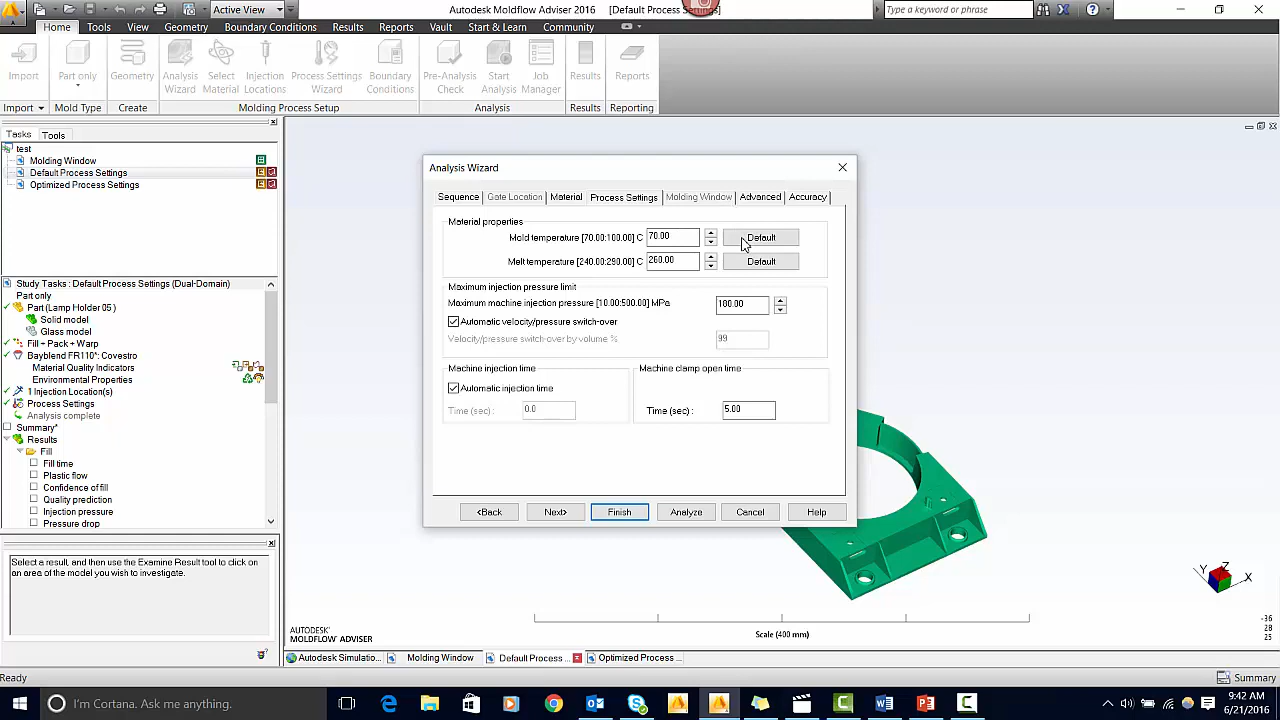 Active View
Autodesk Moldflow Adviser 2016 [Default Process Settings]
Type a keyword or phrase
Home Tools View Geometry Boundary Conditions Results Reports Vault Start & Learn Community
Import Part only Geometry Analysis Wizard Select Material Injection Locations Process Settings Wizard Boundary Conditions Pre-Analysis Check Start Analysis Job Manager Results Reports
Import Mold Type Create Molding Process Setup Analysis Results Reporting
Tasks Tools
test
Molding Window
Default Process Settings
Optimized Process Settings
Study Tasks: Default Process Settings (Dual-Domain)
Part only
Part (Lamp Holder 05)
Solid model
Glass model
Fill + Pack + Warp
Bayblend FR110*: Covestro
Material Quality Indicators
Environmental Properties
1 Injection Location(s)
Process Settings
Analysis complete
Summary*
Results
Fill
Fill time
Plastic flow
Confidence of fill
Quality prediction
Injection pressure
Pressure drop
Select a result, and then use the Examine Result tool to click on
an area of the model you wish to investigate.
Analysis Wizard
Sequence Gate Location Material Process Settings Molding Window Advanced Accuracy
Material properties
Mold temperature [70.00:100.00] C 70.00 Default
Melt temperature [240.00:290.00] C 260.00 Default
Maximum injection pressure limit
Maximum machine injection pressure [10.00:500.00] MPa 180.00
Automatic velocity/pressure switch-over
Velocity/pressure switch-over by volume % 99
Machine injection time
Automatic injection time
Time (sec) : 0.0
Machine clamp open time
Time (sec) : 5.00
<Back Next> Finish Analyze Cancel Help
Y Z X
AUTODESK
MOLDFLOW ADVISER
Scale (400 mm)
-36
28
25
Autodesk Simulatio... Molding Window Default Process ... Optimized Process ...
Ready
Summary
I'm Cortana. Ask me anything.
9:42 AM
6/21/2016